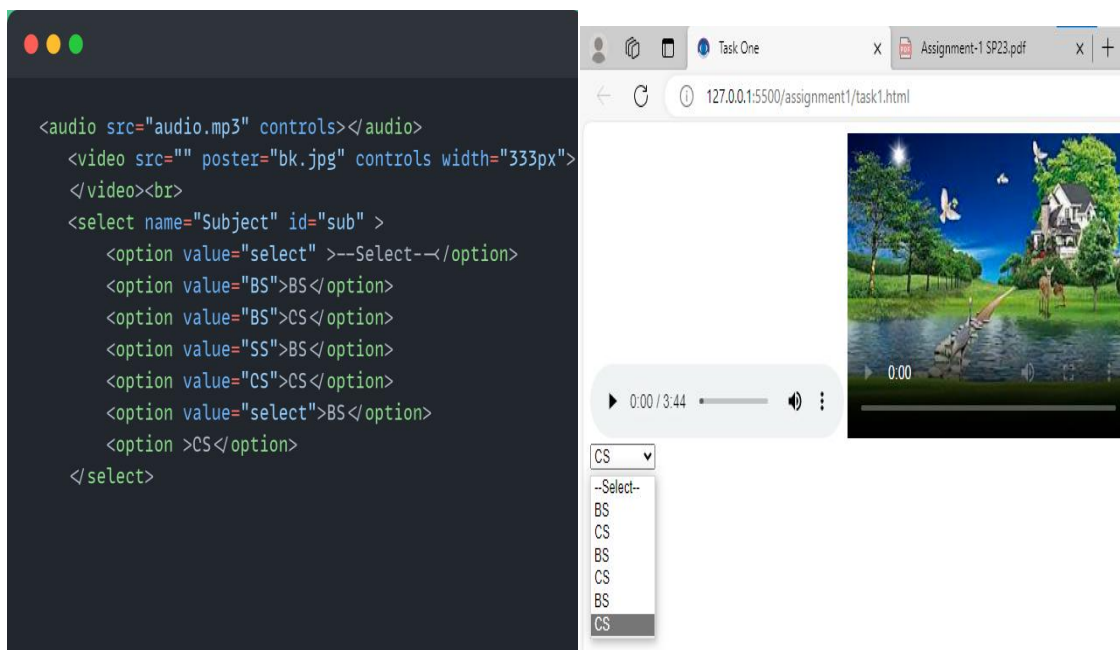 <audio src="audio.mp3" controls></audio>
<video src="" poster="bk.jpg" controls width="333px">
</video><br>
<select name="Subject" id="sub" >
<option value="select" >--Select--</option>
<option value="BS">BS</option>
<option value="BS">CS</option>
<option value="SS">BS</option>
<option value="CS">CS</option>
<option value="select">BS</option>
<option >CS</option>
</select>
Task One
Assignment-1 SP23.pdf
127.0.0.1:5500/assignment1/task1.html
0:00
0:00 / 3:44
CS
--Select--
BS
CS
BS
CS
BS
CS